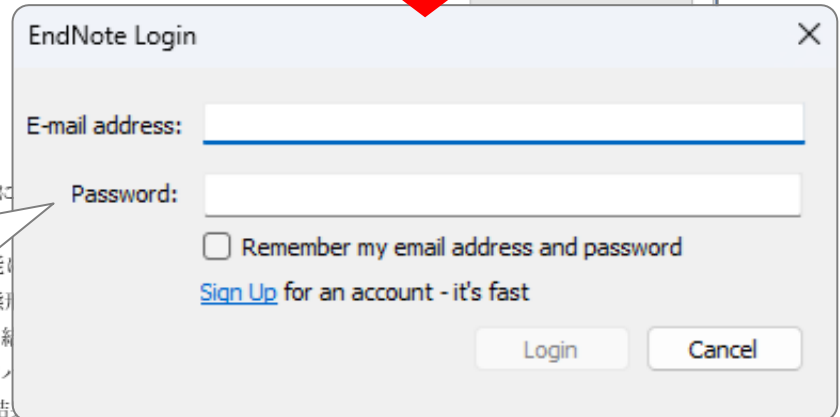 EndNote Login
E-mail address:
Password:
Remember my email address and password
Sign Up for an account - it's fast
Login Cancel
に